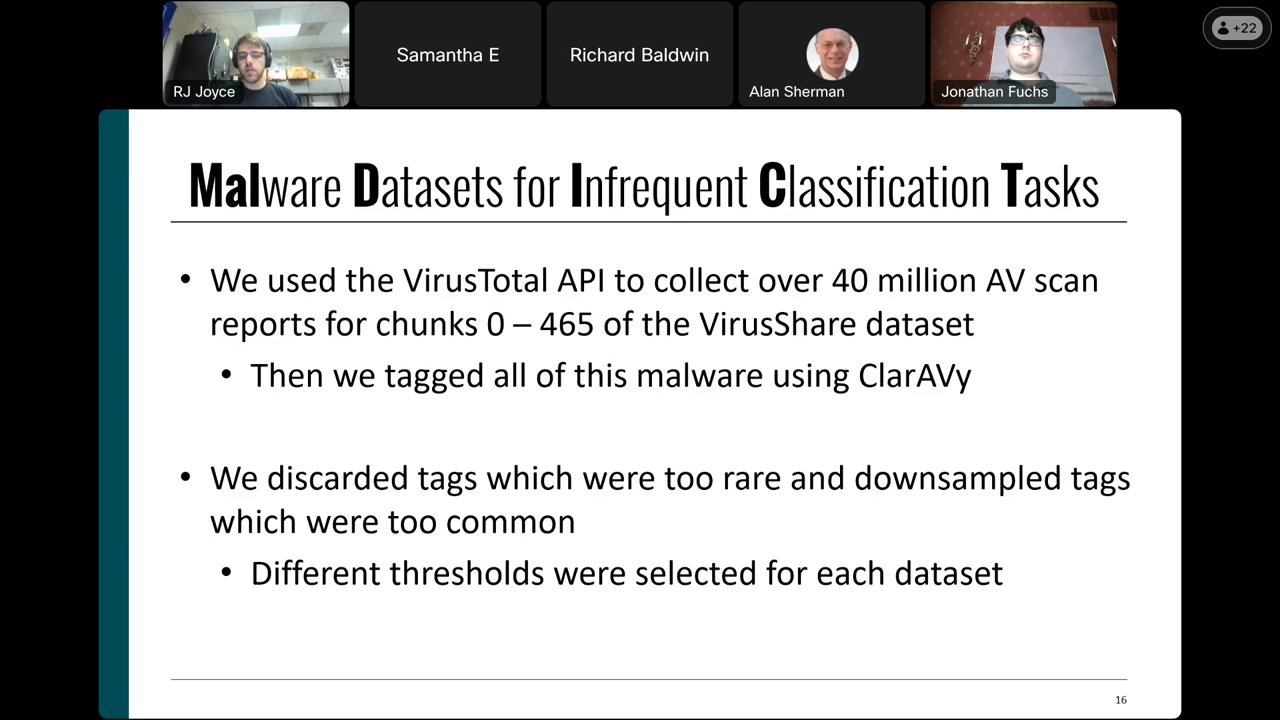 +22
Samantha E
Richard Baldwin
RJ Joyce
Alan Sherman
Jonathan Fuchs
Malware Datasets for Infrequent Classification Tasks
• We used the VirusTotal API to collect over 40 million AV scan
reports for chunks 0 – 465 of the VirusShare dataset
• Then we tagged all of this malware using ClarAVy
• We discarded tags which were too rare and downsampled tags
which were too common
• Different thresholds were selected for each dataset
16